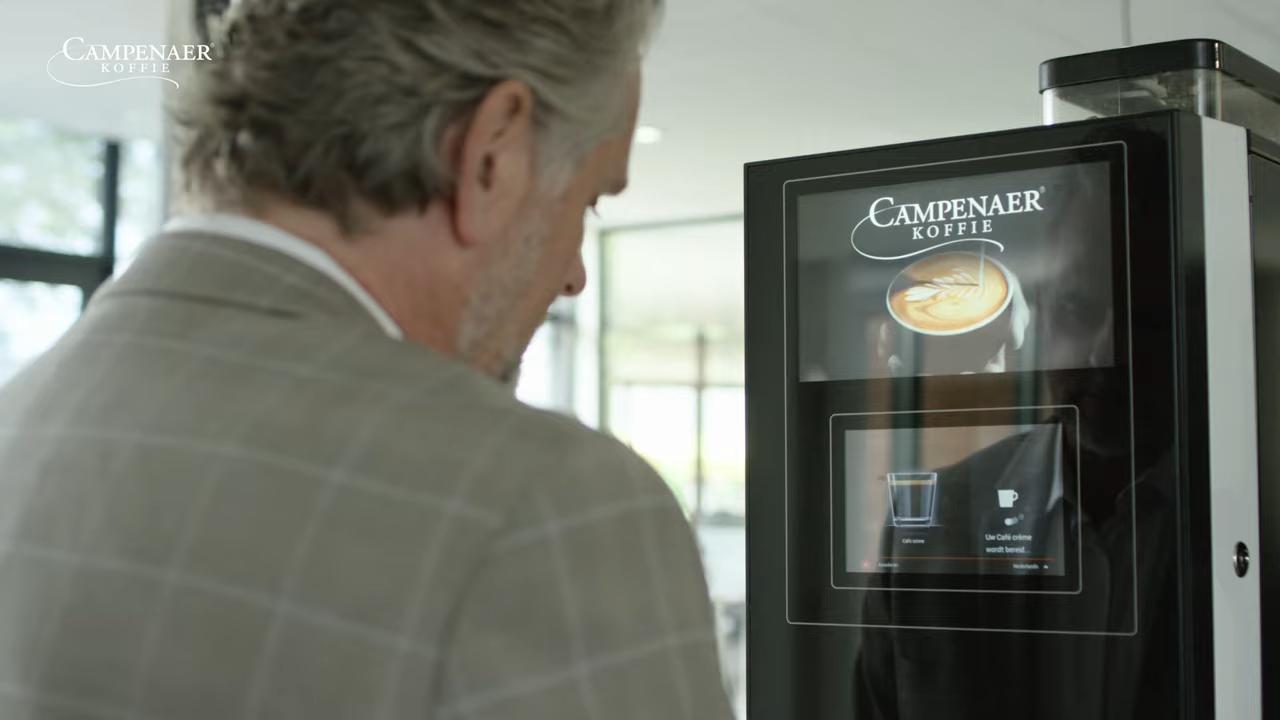 CAMPENAER®
KOFFIE
CAMPENAER®
KOFFIE
Café crème
Uw Café crème
wordt bereid...
Nederlands